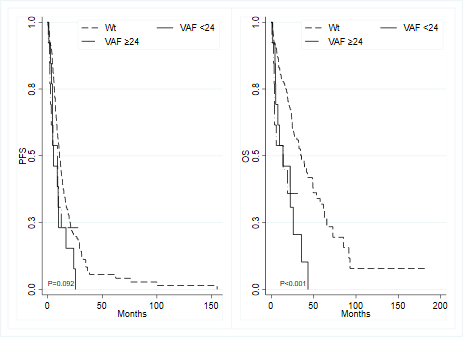 Wt VAF <24
VAF ≥24
PFS
1.0
0.8
0.5
0.3
0.0
P=0.092
0 50 100 150
Months
Wt VAF <24
VAF ≥24
OS
1.0
0.8
0.5
0.3
0.0
P<0.001
0 50 100 150 200
Months